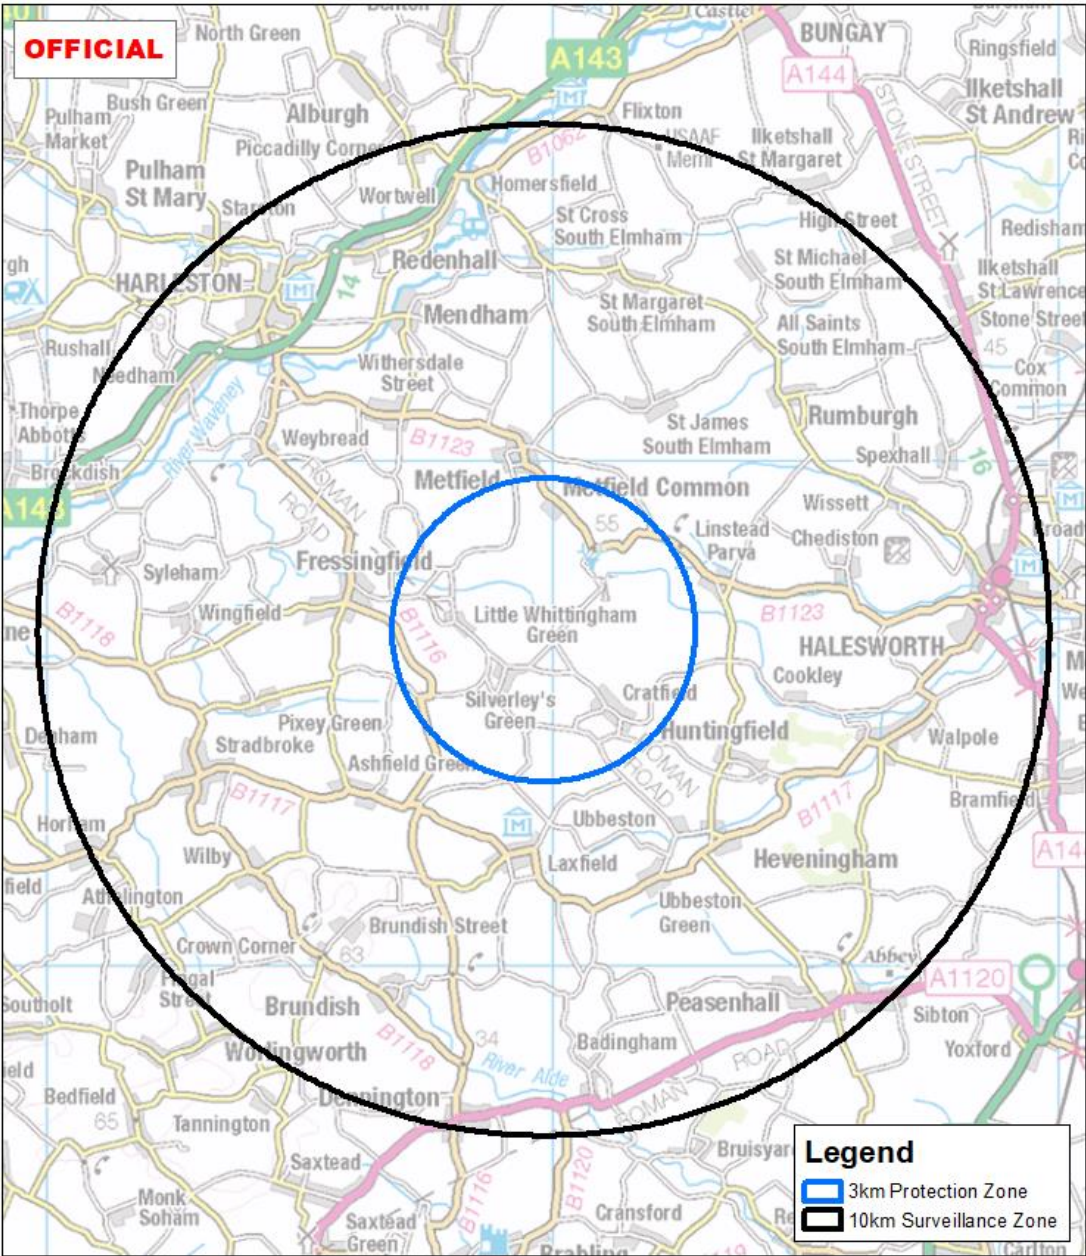 OFFICIAL
North Green
Castle
BUNGAY
A143
Ringsfield
A144
Bush Green
Alburgh
Flixton
Ilketshall
St Andrew
STONE STREET
Pulham
Market
Piccadilly Corner
B1062
USAAF
Meml
Ilketshall
St Margaret
Pulham
St Mary
Starston
Wortwell
Homersfield
St Cross
South Elmham
High Street
Redisham
Redenhall
St Michael
South Elmham
Ilketshall
St Lawrence
HARLESTON
14
Mendham
St Margaret
South Elmham
All Saints
South Elmham
Stone Street
45
Rushall
Needham
Withersdale
Street
Cox
Common
Thorpe
Abbotts
River Waveney
Weybread
B1123
St James
South Elmham
Rumburgh
Spexhall
16
Brockdish
A143
ROMAN
ROAD
Metfield
Metfield Common
Wissett
55
Linstead
Parva
Chediston
Fressingfield
Syleham
Wingfield
B1118
B1116
Little Whittingham
Green
B1123
HALESWORTH
Cookley
Silverley's
Green
Cratfield
Pixey Green
Huntingfield
Walpole
Denham
Stradbroke
Ashfield Green
ROMAN
ROAD
B1117
B1117
Bramfield
Horham
Ubbeston
Wilby
Laxfield
Heveningham
A14
field
Athelington
Ubbeston
Green
Brundish Street
Crown Corner
63
Abbey
A1120
Southolt
Brundish
Peasenhall
Sibton
Worlingworth
B1118
34
Badingham
ROAD
Yoxford
River Alde
Bedfield
Dennington
ROMAN
65
Tannington
Saxtead
Monk
Soham
Saxtead
Green
B1116
B1120
Cransford
Legend
3km Protection Zone
10km Surveillance Zone